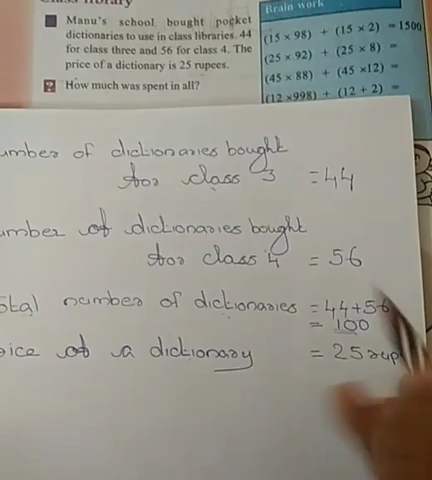 Class library
Manu's school bought pocket
dictionaries to use in class libraries. 44
for class three and 56 for class 4. The
price of a dictionary is 25 rupees.
? How much was spent in all?
Brain work
(15 × 98) + (15 × 2) = 1500
(25 × 92) + (25 × 8) =
(45 × 88) + (45 ×12) =
(12 ×998) + (12 + 2) =
umber of dictionaries bought
for class 3 = 44
umber of dictionaries bought
for class 4 = 56
otal number of dictionaries = 44+56
= 100
ice of a dictionary = 25 rup